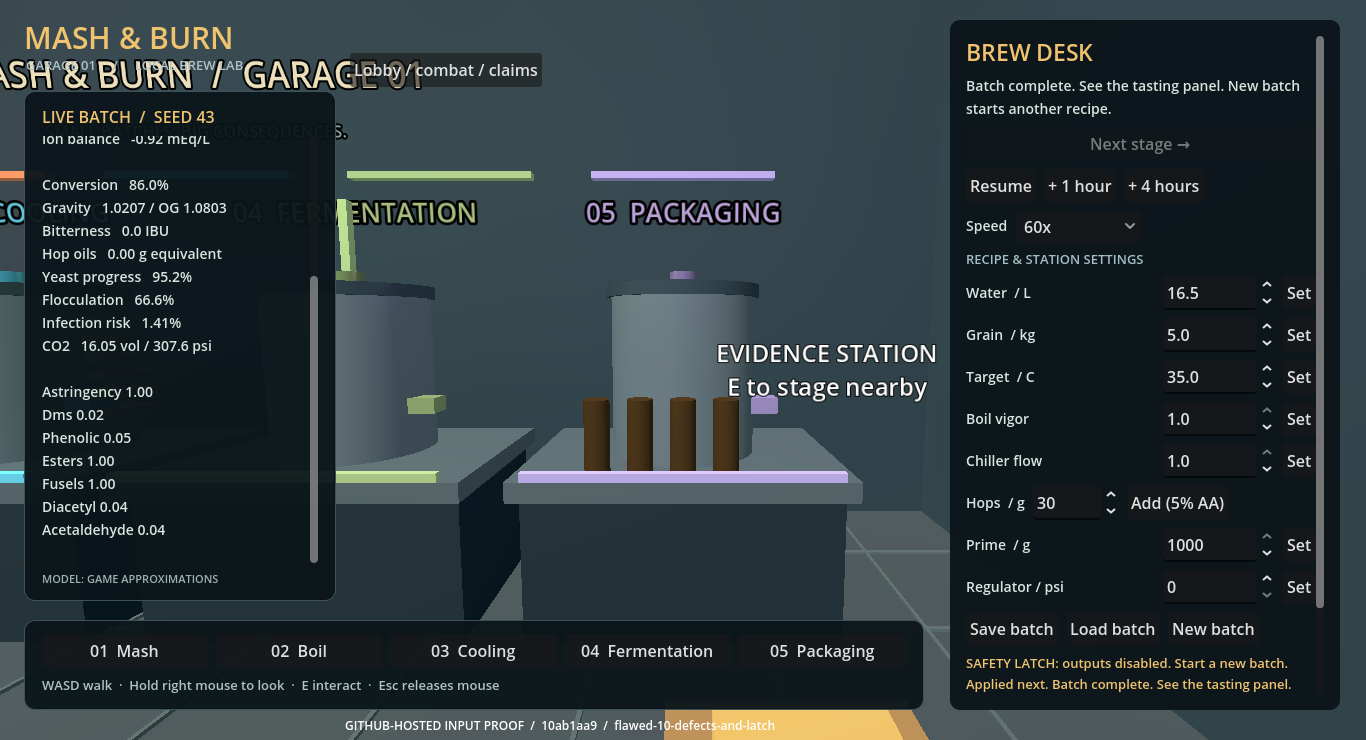 MASH & BURN
GARAGE 01 / LOCAL BREW LAB
ASH & BURN / GARAGE 01
Lobby / combat / claims
LIVE BATCH / SEED 43
SMALL BATCHES. BIG CONSEQUENCES.
Ion balance -0.92 mEq/L
Conversion 86.0%
Gravity 1.0207 / OG 1.0803
Bitterness 0.0 IBU
Hop oils 0.00 g equivalent
Yeast progress 95.2%
Flocculation 66.6%
Infection risk 1.41%
CO2 16.05 vol / 307.6 psi
Astringency 1.00
Dms 0.02
Phenolic 0.05
Esters 1.00
Fusels 1.00
Diacetyl 0.04
Acetaldehyde 0.04
MODEL: GAME APPROXIMATIONS
04 FERMENTATION
05 PACKAGING
EVIDENCE STATION
E to stage nearby
01 Mash
02 Boil
03 Cooling
04 Fermentation
05 Packaging
WASD walk · Hold right mouse to look · E interact · Esc releases mouse
GITHUB-HOSTED INPUT PROOF / 10ab1aa9 / flawed-10-defects-and-latch
BREW DESK
Batch complete. See the tasting panel. New batch
starts another recipe.
Next stage →
Resume
+ 1 hour
+ 4 hours
Speed 60x
RECIPE & STATION SETTINGS
Water / L 16.5 Set
Grain / kg 5.0 Set
Target / C 35.0 Set
Boil vigor 1.0 Set
Chiller flow 1.0 Set
Hops / g 30 Add (5% AA)
Prime / g 1000 Set
Regulator / psi 0 Set
Save batch
Load batch
New batch
SAFETY LATCH: outputs disabled. Start a new batch.
Applied next. Batch complete. See the tasting panel.